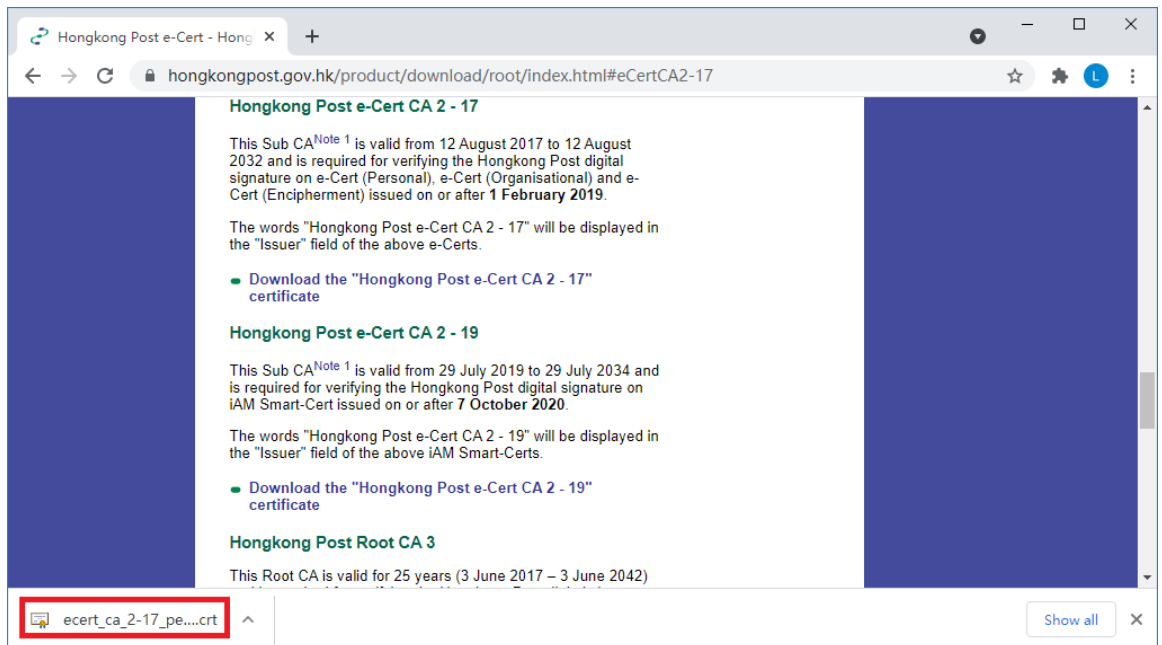 Hongkong Post e-Cert - Hong
hongkongpost.gov.hk/product/download/root/index.html#eCertCA2-17
L
Hongkong Post e-Cert CA 2 - 17
This Sub CA Note 1 is valid from 12 August 2017 to 12 August
2032 and is required for verifying the Hongkong Post digital
signature on e-Cert (Personal), e-Cert (Organisational) and e-
Cert (Encipherment) issued on or after 1 February 2019.
The words "Hongkong Post e-Cert CA 2 - 17" will be displayed in
the "Issuer" field of the above e-Certs.
Download the "Hongkong Post e-Cert CA 2 - 17"
certificate
Hongkong Post e-Cert CA 2 - 19
This Sub CA Note 1 is valid from 29 July 2019 to 29 July 2034 and
is required for verifying the Hongkong Post digital signature on
iAM Smart-Cert issued on or after 7 October 2020.
The words "Hongkong Post e-Cert CA 2 - 19" will be displayed in
the "Issuer" field of the above iAM Smart-Certs.
Download the "Hongkong Post e-Cert CA 2 - 19"
certificate
Hongkong Post Root CA 3
This Root CA is valid for 25 years (3 June 2017 – 3 June 2042)
ecert_ca_2-17_pe....crt
Show all